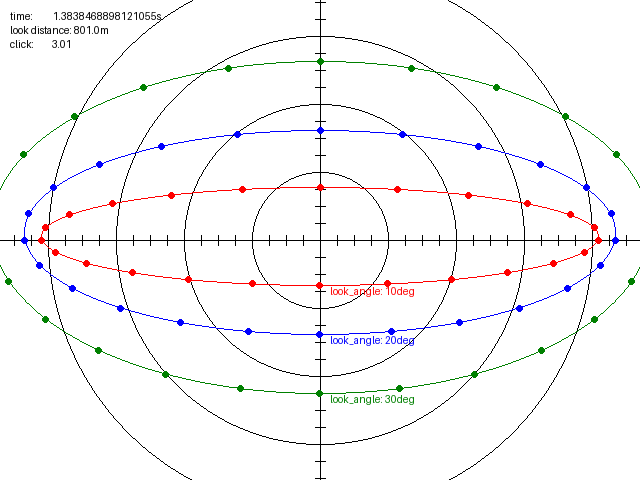 time: 1.3838468898121055s
look distance: 801.0m
click: 3.01
look_angle: 10deg
look_angle: 20deg
look_angle: 30deg